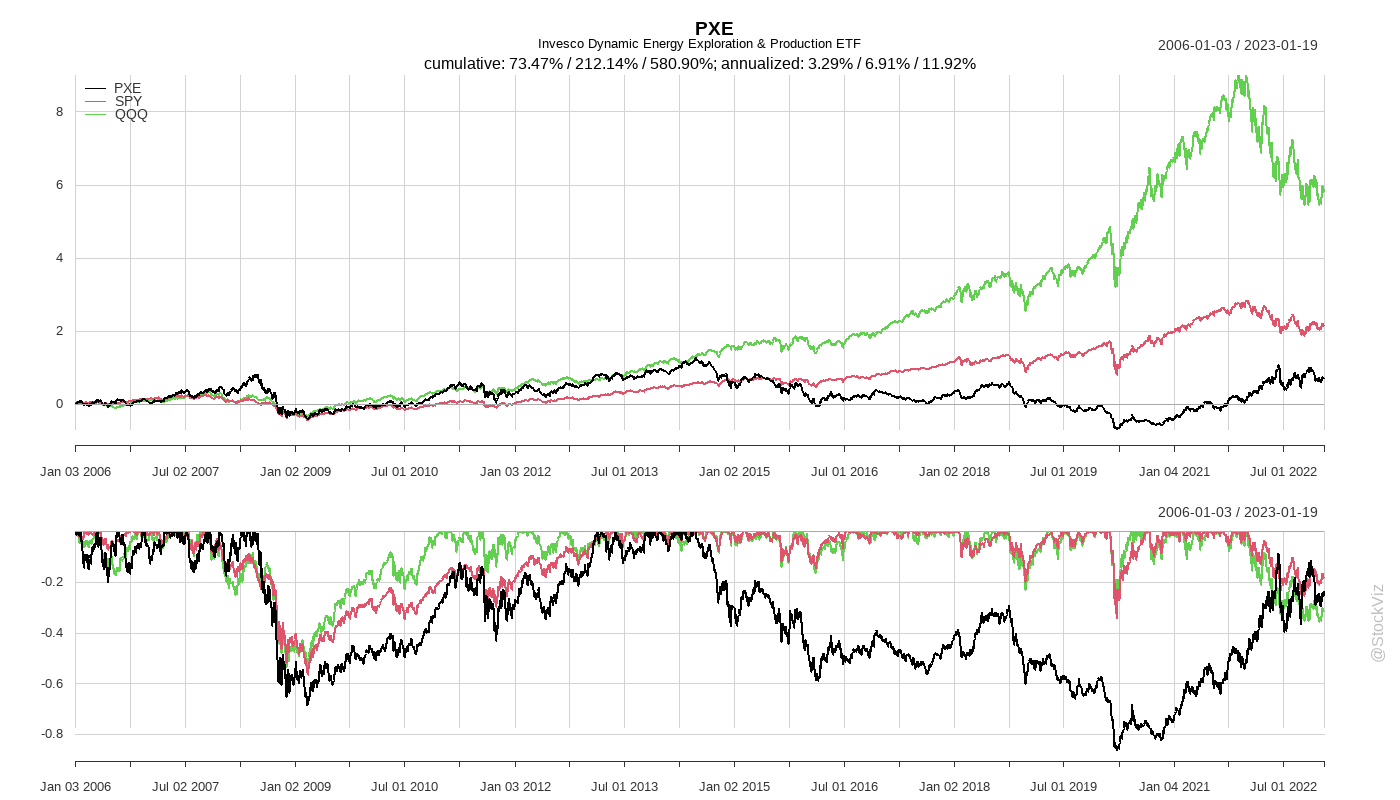 PXE
Invesco Dynamic Energy Exploration & Production ETF
2006-01-03 / 2023-01-19
cumulative: 73.47% / 212.14% / 580.90%; annualized: 3.29% / 6.91% / 11.92%
PXE
SPY
QQQ
8
6
4
2
0
Jan 03 2006 Jul 02 2007 Jan 02 2009 Jul 01 2010 Jan 03 2012 Jul 01 2013 Jan 02 2015 Jul 01 2016 Jan 02 2018 Jul 01 2019 Jan 04 2021 Jul 01 2022
2006-01-03 / 2023-01-19
-0.2
-0.4
-0.6
-0.8
Jan 03 2006 Jul 02 2007 Jan 02 2009 Jul 01 2010 Jan 03 2012 Jul 01 2013 Jan 02 2015 Jul 01 2016 Jan 02 2018 Jul 01 2019 Jan 04 2021 Jul 01 2022
@StockViz